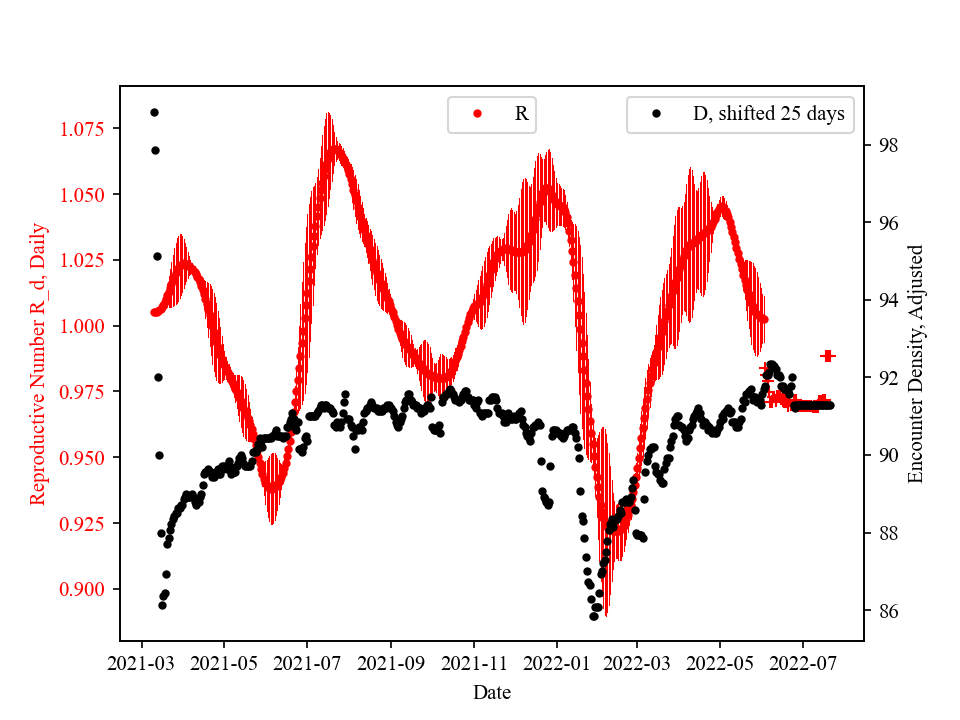 R
D, shifted 25 days
Reproductive Number R_d, Daily
1.075
1.050
1.025
1.000
0.975
0.950
0.925
0.900
98
96
94
92
90
88
86
Encounter Density, Adjusted
2021-03 2021-05 2021-07 2021-09 2021-11 2022-01 2022-03 2022-05 2022-07
Date